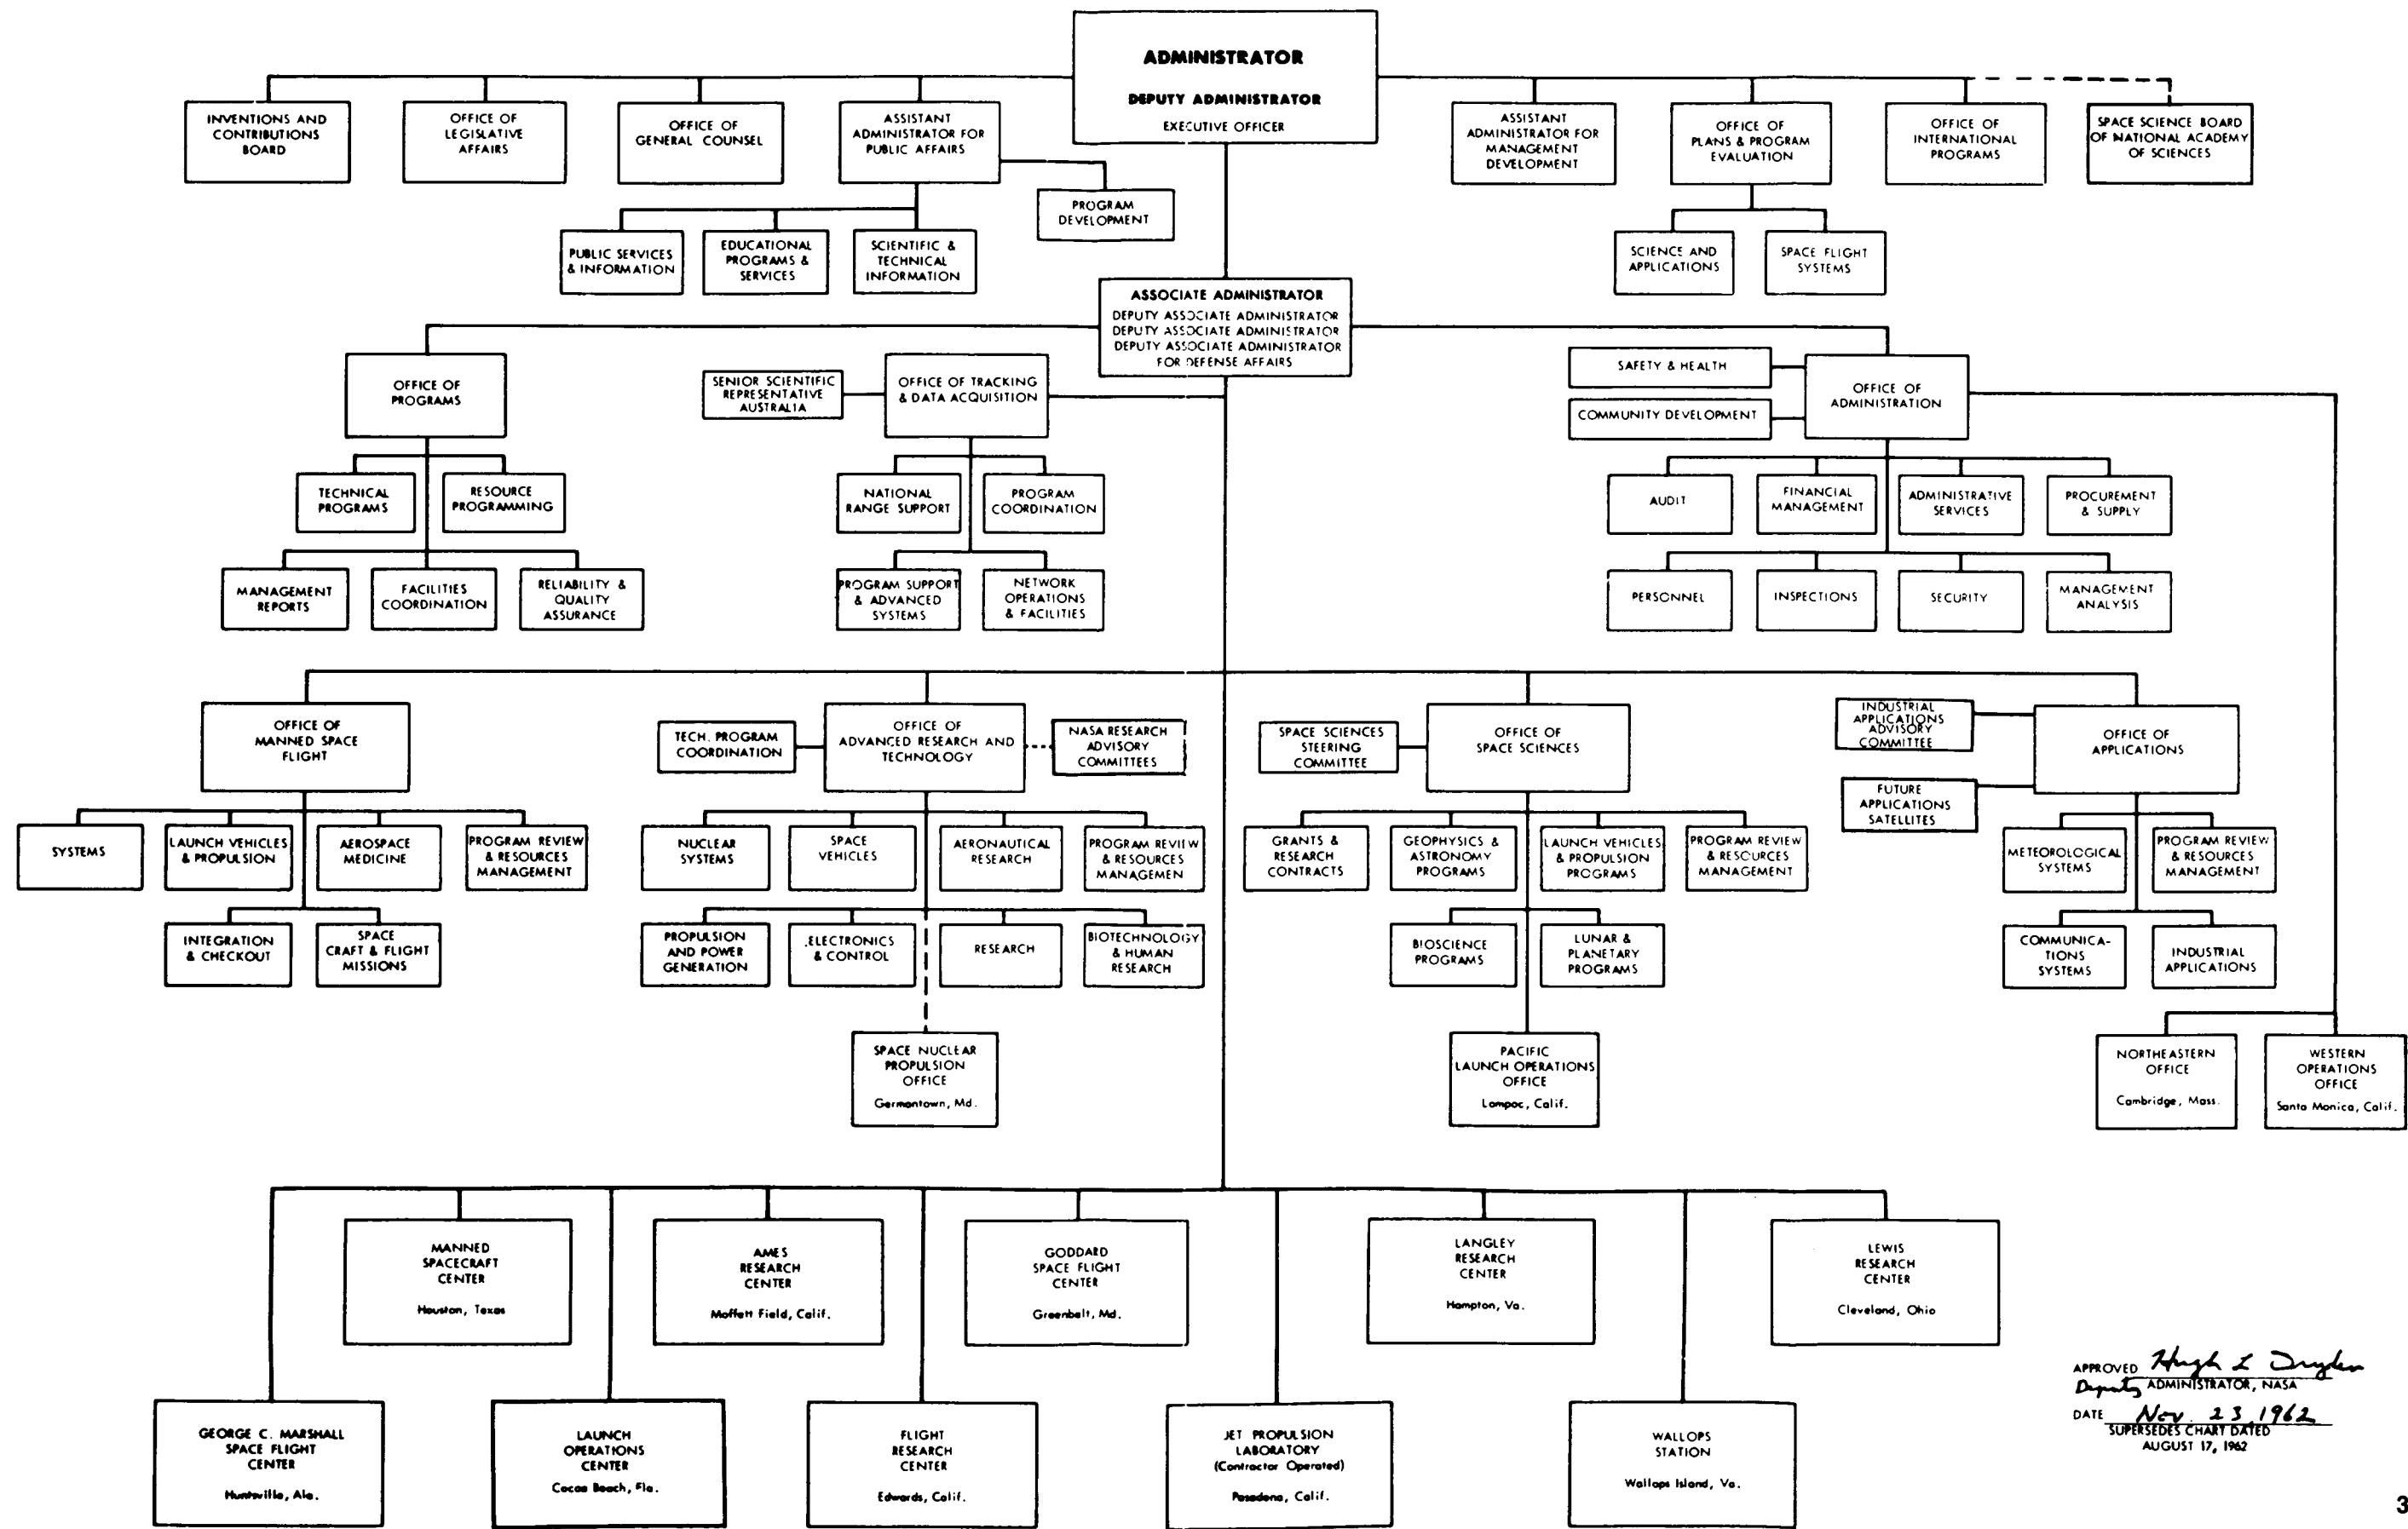 ADMINISTRATOR
DEPUTY ADMINISTRATOR
EXECUTIVE OFFICER
INVENTIONS AND
CONTRIBUTIONS
BOARD
OFFICE OF
LEGISLATIVE
AFFAIRS
OFFICE OF
GENERAL COUNSEL
ASSISTANT
ADMINISTRATOR FOR
PUBLIC AFFAIRS
ASSISTANT
ADMINISTRATOR FOR
MANAGEMENT
DEVELOPMENT
OFFICE OF
PLANS & PROGRAM
EVALUATION
OFFICE OF
INTERNATIONAL
PROGRAMS
SPACE SCIENCE BOARD
OF NATIONAL ACADEMY
OF SCIENCES
PROGRAM
DEVELOPMENT
PUBLIC SERVICES
& INFORMATION
EDUCATIONAL
PROGRAMS &
SERVICES
SCIENTIFIC &
TECHNICAL
INFORMATION
SCIENCE AND
APPLICATIONS
SPACE FLIGHT
SYSTEMS
ASSOCIATE ADMINISTRATOR
DEPUTY ASSOCIATE ADMINISTRATOR
DEPUTY ASSOCIATE ADMINISTRATOR
DEPUTY ASSOCIATE ADMINISTRATOR
FOR DEFENSE AFFAIRS
OFFICE OF
PROGRAMS
SENIOR SCIENTIFIC
REPRESENTATIVE
AUSTRALIA
OFFICE OF TRACKING
& DATA ACQUISITION
SAFETY & HEALTH
COMMUNITY DEVELOPMENT
OFFICE OF
ADMINISTRATION
TECHNICAL
PROGRAMS
RESOURCE
PROGRAMMING
NATIONAL
RANGE SUPPORT
PROGRAM
COORDINATION
AUDIT
FINANCIAL
MANAGEMENT
ADMINISTRATIVE
SERVICES
PROCUREMENT
& SUPPLY
MANAGEMENT
REPORTS
FACILITIES
COORDINATION
RELIABILITY &
QUALITY
ASSURANCE
PROGRAM SUPPORT
& ADVANCED
SYSTEMS
NETWORK
OPERATIONS
& FACILITIES
PERSONNEL
INSPECTIONS
SECURITY
MANAGEMENT
ANALYSIS
OFFICE OF
MANNED SPACE
FLIGHT
TECH. PROGRAM
COORDINATION
OFFICE OF
ADVANCED RESEARCH AND
TECHNOLOGY
NASA RESEARCH
ADVISORY
COMMITTEES
SPACE SCIENCES
STEERING
COMMITTEE
OFFICE OF
SPACE SCIENCES
INDUSTRIAL
APPLICATIONS
ADVISORY
COMMITTEE
OFFICE OF
APPLICATIONS
FUTURE
APPLICATIONS
SATELLITES
SYSTEMS
LAUNCH VEHICLES
& PROPULSION
AEROSPACE
MEDICINE
PROGRAM REVIEW
& RESOURCES
MANAGEMENT
NUCLEAR
SYSTEMS
SPACE
VEHICLES
AERONAUTICAL
RESEARCH
PROGRAM REVIEW
& RESOURCES
MANAGEMEN
GRANTS &
RESEARCH
CONTRACTS
GEOPHYSICS &
ASTRONOMY
PROGRAMS
LAUNCH VEHICLES
& PROPULSION
PROGRAMS
PROGRAM REVIEW
& RESOURCES
MANAGEMENT
METEOROLOGICAL
SYSTEMS
PROGRAM REVIEW
& RESOURCES
MANAGEMENT
INTEGRATION
& CHECKOUT
SPACE
CRAFT & FLIGHT
MISSIONS
PROPULSION
AND POWER
GENERATION
ELECTRONICS
& CONTROL
RESEARCH
BIOTECHNOLOGY
& HUMAN
RESEARCH
BIOSCIENCE
PROGRAMS
LUNAR &
PLANETARY
PROGRAMS
COMMUNICA-
TIONS
SYSTEMS
INDUSTRIAL
APPLICATIONS
SPACE NUCLEAR
PROPULSION
OFFICE
Germantown, Md.
PACIFIC
LAUNCH OPERATIONS
OFFICE
Lompoc, Calif.
NORTHEASTERN
OFFICE
Cambridge, Mass.
WESTERN
OPERATIONS
OFFICE
Santa Monica, Calif.
MANNED
SPACECRAFT
CENTER
Houston, Texas
AMES
RESEARCH
CENTER
Moffett Field, Calif.
GODDARD
SPACE FLIGHT
CENTER
Greenbelt, Md.
LANGLEY
RESEARCH
CENTER
Hampton, Va.
LEWIS
RESEARCH
CENTER
Cleveland, Ohio
GEORGE C. MARSHALL
SPACE FLIGHT
CENTER
Huntsville, Ala.
LAUNCH
OPERATIONS
CENTER
Cocoa Beach, Fla.
FLIGHT
RESEARCH
CENTER
Edwards, Calif.
JET PROPULSION
LABORATORY
(Contractor Operated)
Pasadena, Calif.
WALLOPS
STATION
Wallops Island, Va.
APPROVED Hugh L Dryden
Deputy ADMINISTRATOR, NASA
DATE Nov. 23, 1962
SUPERSEDES CHART DATED
AUGUST 17, 1962
3